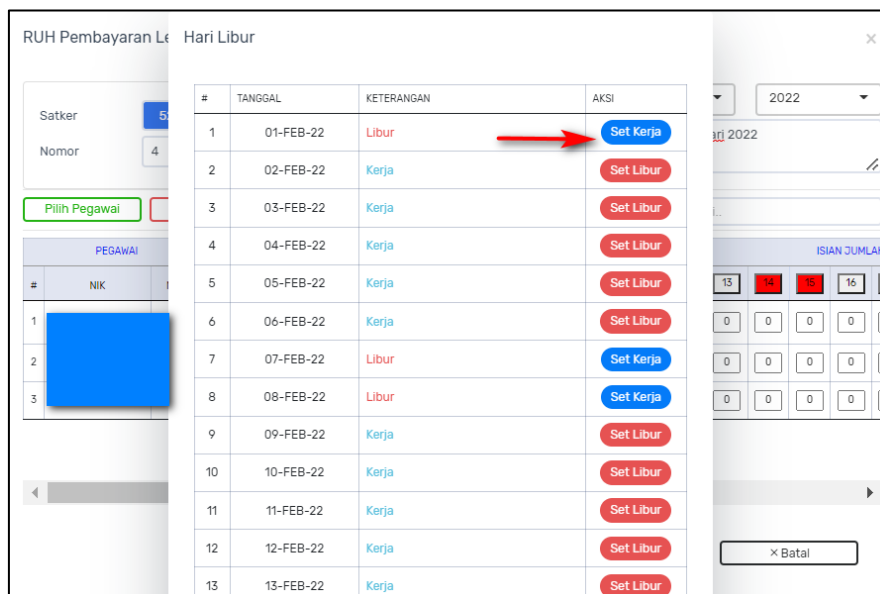 RUH Pembayaran Le
Hari Libur
×
Satker
5
2022
Nomor
4
ari 2022
Pilih Pegawai
PEGAWAI
ISIAN JUMLAH
# NIK
13 14 15 16
1 0 0 0 0
2 0 0 0 0
3 0 0 0 0
× Batal
# TANGGAL KETERANGAN AKSI
1 01-FEB-22 Libur Set Kerja
2 02-FEB-22 Kerja Set Libur
3 03-FEB-22 Kerja Set Libur
4 04-FEB-22 Kerja Set Libur
5 05-FEB-22 Kerja Set Libur
6 06-FEB-22 Kerja Set Libur
7 07-FEB-22 Libur Set Kerja
8 08-FEB-22 Libur Set Kerja
9 09-FEB-22 Kerja Set Libur
10 10-FEB-22 Kerja Set Libur
11 11-FEB-22 Kerja Set Libur
12 12-FEB-22 Kerja Set Libur
13 13-FEB-22 Kerja Set Libur